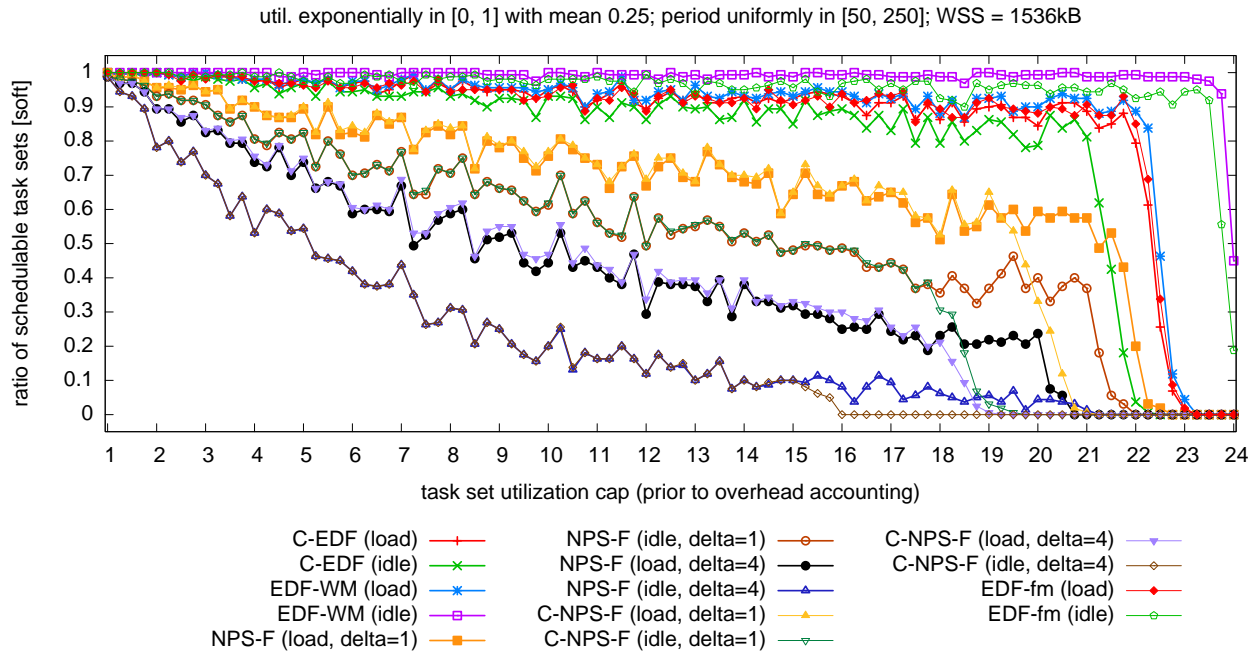 util. exponentially in [0, 1] with mean 0.25; period uniformly in [50, 250]; WSS = 1536kB
ratio of schedulable task sets [soft]
1
0.9
0.8
0.7
0.6
0.5
0.4
0.3
0.2
0.1
0
1 2 3 4 5 6 7 8 9 10 11 12 13 14 15 16 17 18 19 20 21 22 23 24
task set utilization cap (prior to overhead accounting)
C-EDF (load)
C-EDF (idle)
EDF-WM (load)
EDF-WM (idle)
NPS-F (load, delta=1)
NPS-F (idle, delta=1)
NPS-F (load, delta=4)
NPS-F (idle, delta=4)
C-NPS-F (load, delta=1)
C-NPS-F (idle, delta=1)
C-NPS-F (load, delta=4)
C-NPS-F (idle, delta=4)
EDF-fm (load)
EDF-fm (idle)